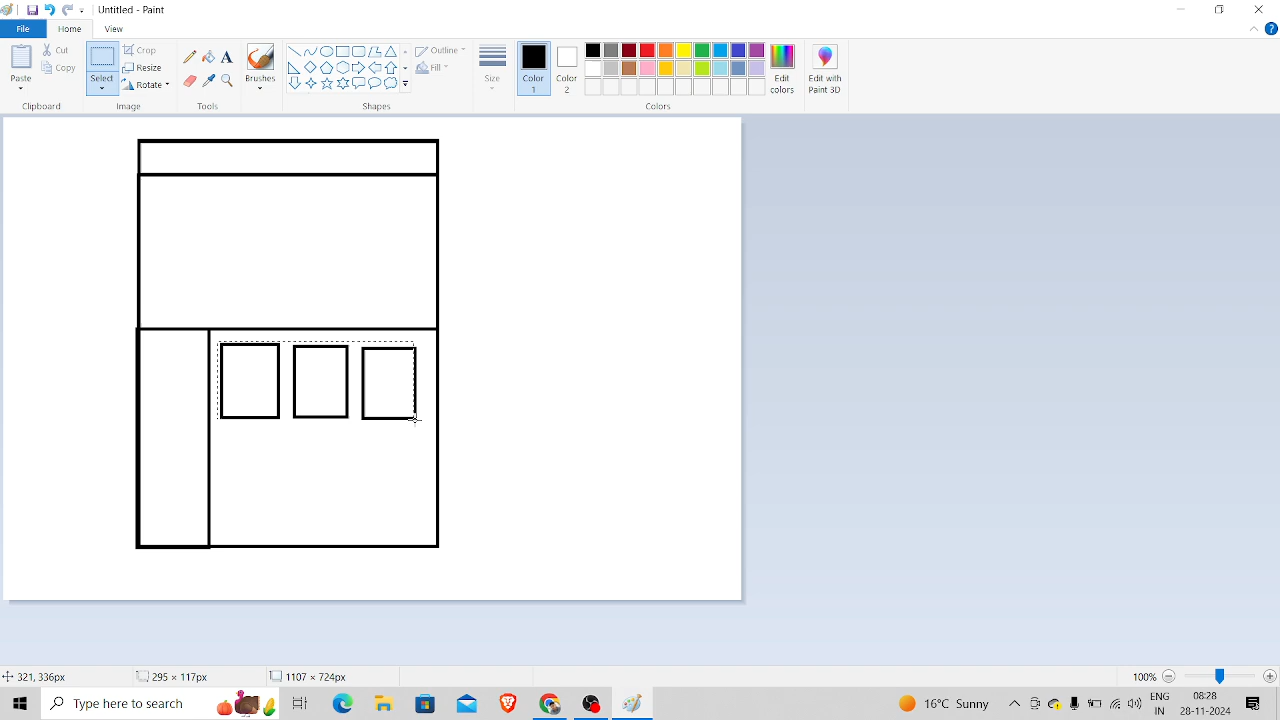 Untitled - Paint
File Home View
Paste Cut Copy
Select Crop Resize Rotate
Brushes
Outline Fill
Size
Color 1
Color 2
Edit colors
Edit with Paint 3D
Clipboard Image Tools Shapes Colors
321, 336px 295 × 117px 1107 × 724px 100%
Type here to search
16°C Sunny
ENG IN
08:28
28-11-2024